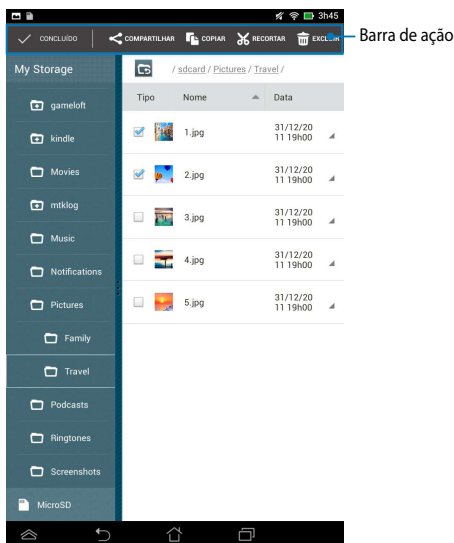 3h45
CONCLUÍDO COMPARTILHAR COPIAR RECORTAR EXCLUIR
Barra de ação
My Storage
/ sdcard / Pictures / Travel /
gameloft
kindle
Movies
mtklog
Music
Notifications
Pictures
Family
Travel
Podcasts
Ringtones
Screenshots
MicroSD
Tipo Nome Data
1.jpg 31/12/20
11 19h00
2.jpg 31/12/20
11 19h00
3.jpg 31/12/20
11 19h00
4.jpg 31/12/20
11 19h00
5.jpg 31/12/20
11 19h00